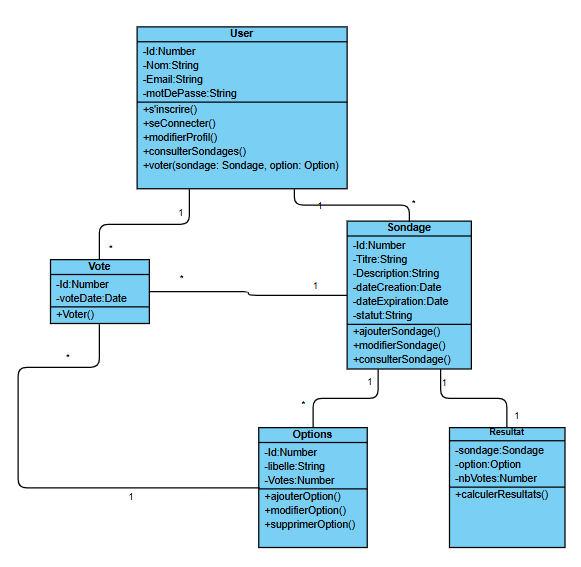 User
-Id:Number
-Nom:String
-Email:String
-motDePasse:String
+s'inscrire()
+seConnecter()
+modifierProfil()
+consulterSondages()
+voter(sondage: Sondage, option: Option)
1
1
*
*
Sondage
-Id:Number
-Titre:String
-Description:String
-dateCreation:Date
-dateExpiration:Date
-statut:String
+ajouterSondage()
+modifierSondage()
+consulterSondage()
Vote
-Id:Number
-voteDate:Date
+Voter()
*
1
*
1
1
*
1
Options
-Id:Number
-libelle:String
-Votes:Number
+ajouterOption()
+modifierOption()
+supprimerOption()
Resultat
-sondage:Sondage
-option:Option
-nbVotes:Number
+calculerResultats()
1